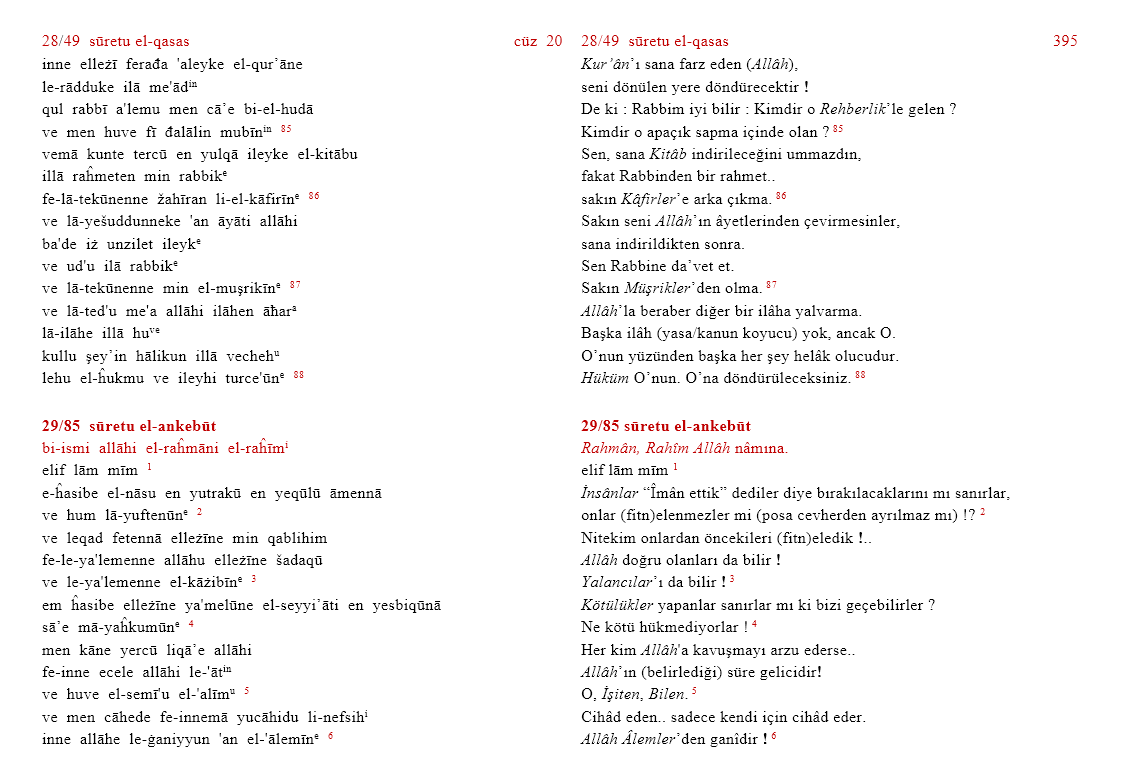 28/49 sūretu el-qasas cüz 20
inne elleżī ferađa 'aleyke el-qur’āne
le-rādduke ilā me'ādⁱⁿ
qul rabbī a'lemu men cā’e bi-el-hudā
ve men huve fī đalālin mubīnⁱⁿ 85
vemā kunte tercū en yulqā ileyke el-kitābu
illā raĥmeten min rabbikᵉ
fe-lā-tekūnenne žahīran li-el-kāfirīnᵉ 86
ve lā-yešuddunneke 'an āyāti allāhi
ba'de iż unzilet ileykᵉ
ve ud'u ilā rabbikᵉ
ve lā-tekūnenne min el-muşrikīnᵉ 87
ve lā-ted'u me'a allāhi ilāhen āħarᵃ
lā-ilāhe illā huᵛᵉ
kullu şey’in hālikun illā vechehᵘ
lehu el-ĥukmu ve ileyhi turce'ūnᵉ 88
29/85 sūretu el-ankebūt
bi-ismi allāhi el-raĥmāni el-raĥīmⁱ
elif lām mīm 1
e-ĥasibe el-nāsu en yutrakū en yeqūlū āmennā
ve hum lā-yuftenūnᵉ 2
ve leqad fetennā elleżīne min qablihim
fe-le-ya'lemenne allāhu elleżīne šadaqū
ve le-ya'lemenne el-kāżibīnᵉ 3
em ĥasibe elleżīne ya'melūne el-seyyi’āti en yesbiqūnā
sā’e mā-yaĥkumūnᵉ 4
men kāne yercū liqā’e allāhi
fe-inne ecele allāhi le-'ātⁱⁿ
ve huve el-semī'u el-'alīmᵘ 5
ve men cāhede fe-innemā yucāhidu li-nefsihⁱ
inne allāhe le-ġaniyyun 'an el-'ālemīnᵉ 6
28/49 sūretu el-qasas 395
Kur’ân’ı sana farz eden (Allâh),
seni dönülen yere döndürecektir !
De ki : Rabbim iyi bilir : Kimdir o Rehberlik’le gelen ?
Kimdir o apaçık sapma içinde olan ? 85
Sen, sana Kitâb indirileceğini ummazdın,
fakat Rabbinden bir rahmet..
sakın Kâfirler’e arka çıkma. 86
Sakın seni Allâh’ın âyetlerinden çevirmesinler,
sana indirildikten sonra.
Sen Rabbine da’vet et.
Sakın Müşrikler’den olma. 87
Allâh’la beraber diğer bir ilâha yalvarma.
Başka ilâh (yasa/kanun koyucu) yok, ancak O.
O’nun yüzünden başka her şey helâk olucudur.
Hüküm O’nun. O’na döndürüleceksiniz. 88
29/85 sūretu el-ankebūt
Rahmân, Rahîm Allâh nâmına.
elif lām mīm 1
İnsânlar “Îmân ettik” dediler diye bırakılacaklarını mı sanırlar,
onlar (fitn)elenmezler mi (posa cevherden ayrılmaz mı) !? 2
Nitekim onlardan öncekileri (fitn)eledik !..
Allâh doğru olanları da bilir !
Yalancılar’ı da bilir ! 3
Kötülükler yapanlar sanırlar mı ki bizi geçebilirler ?
Ne kötü hükmediyorlar ! 4
Her kim Allâh'a kavuşmayı arzu ederse..
Allâh’ın (belirlediği) süre gelicidir!
O, İşiten, Bilen. 5
Cihâd eden.. sadece kendi için cihâd eder.
Allâh Âlemler’den ganîdir ! 6